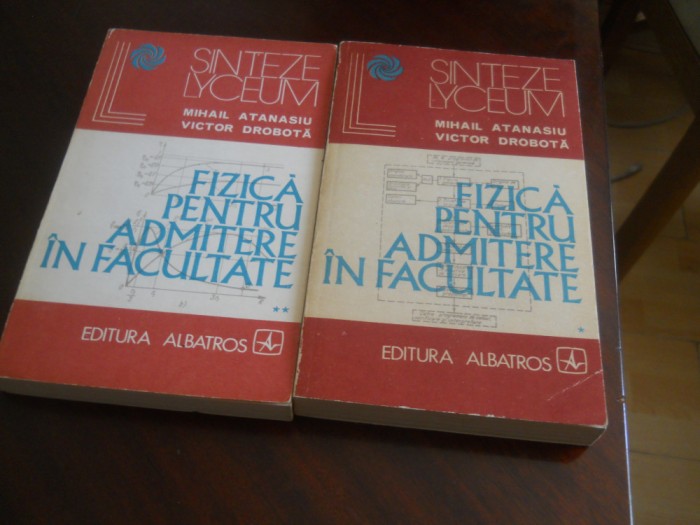 SINTEZE
LYCEUM
MIHAIL ATANASIU
VICTOR DROBOTĂ
FIZICĂ
PENTRU
ADMITERE
ÎN FACULTATE
**
EDITURA ALBATROS
SINTEZE
LYCEUM
MIHAIL ATANASIU
VICTOR DROBOTĂ
FIZICĂ
PENTRU
ADMITERE
ÎN FACULTATE
*
EDITURA ALBATROS